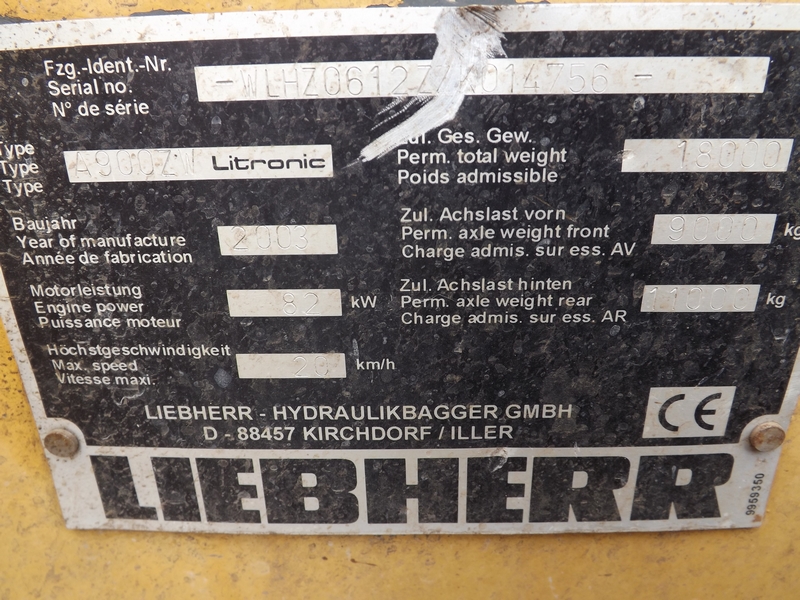 Fzg.-Ident.-Nr.
Serial no.
N° de série
Type
Type
Type
A900ZW Litronic
Baujahr
Year of manufacture
Année de fabrication
2003
Motorleistung
Engine power
Puissance moteur
82 kW
Höchstgeschwindigkeit
Max. speed
Vitesse maxi.
20 km/h
Zul. Ges. Gew.
Perm. total weight
Poids admissible
18000
Zul. Achslast vorn
Perm. axle weight front
Charge admis. sur ess. AV
9000 kg
Zul. Achslast hinten
Perm. axle weight rear
Charge admis. sur ess. AR
11000 kg
LIEBHERR - HYDRAULIKBAGGER GMBH
D - 88457 KIRCHDORF / ILLER
CE
LIEBHERR
9959350